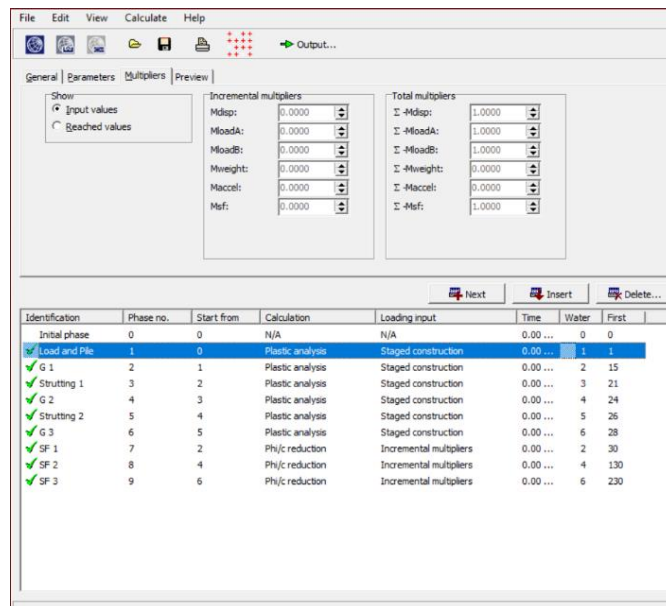 File Edit View Calculate Help
Output...
General Parameters Multipliers Preview
Show
Input values
Reached values
Incremental multipliers
Mdisp: 0.0000
MloadA: 0.0000
MloadB: 0.0000
Mweight: 0.0000
Maccel: 0.0000
Msf: 0.0000
Total multipliers
Σ -Mdisp: 1.0000
Σ -MloadA: 1.0000
Σ -MloadB: 1.0000
Σ -Mweight: 0.0000
Σ -Maccel: 0.0000
Σ -Msf: 1.0000
Next Insert Delete...
Identification Phase no. Start from Calculation Loading input Time Water First
Initial phase 0 0 N/A N/A 0.00 ... 0 0
Load and Pile 1 0 Plastic analysis Staged construction 0.00 ... 1 1
G 1 2 1 Plastic analysis Staged construction 0.00 ... 2 15
Strutting 1 3 2 Plastic analysis Staged construction 0.00 ... 3 21
G 2 4 3 Plastic analysis Staged construction 0.00 ... 4 24
Strutting 2 5 4 Plastic analysis Staged construction 0.00 ... 5 26
G 3 6 5 Plastic analysis Staged construction 0.00 ... 6 28
SF 1 7 2 Phi/c reduction Incremental multipliers 0.00 ... 2 30
SF 2 8 4 Phi/c reduction Incremental multipliers 0.00 ... 4 130
SF 3 9 6 Phi/c reduction Incremental multipliers 0.00 ... 6 230